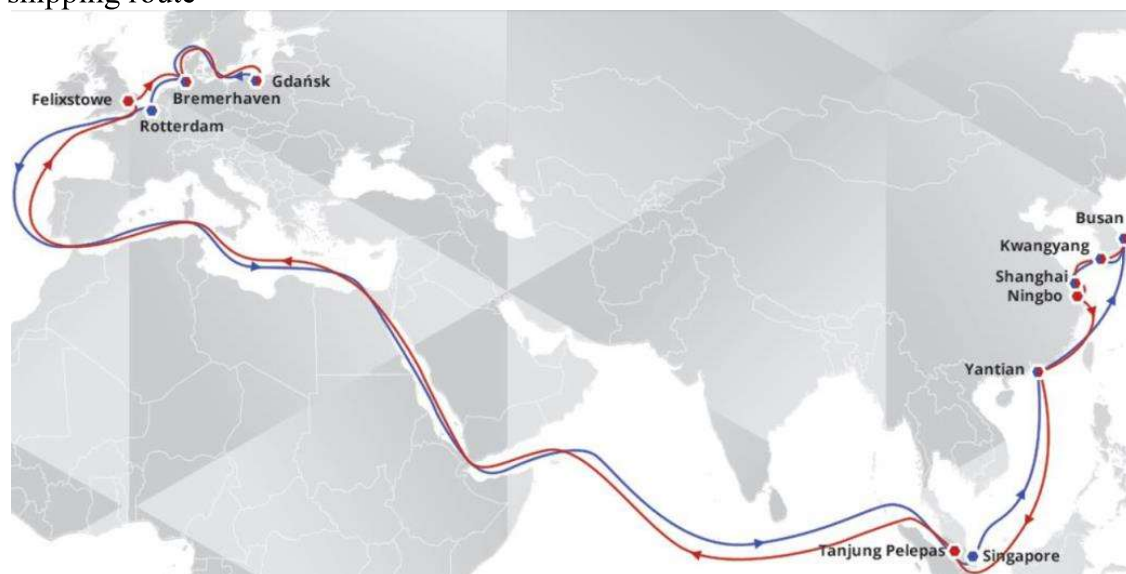 shipping route
Gdańsk
Felixstowe
Bremerhaven
Rotterdam
Busan
Kwangyang
Shanghai
Ningbo
Yantian
Tanjung Pelepas
Singapore